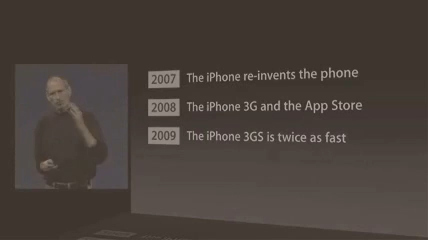 2007 The iPhone re-invents the phone
2008 The iPhone 3G and the App Store
2009 The iPhone 3GS is twice as fast